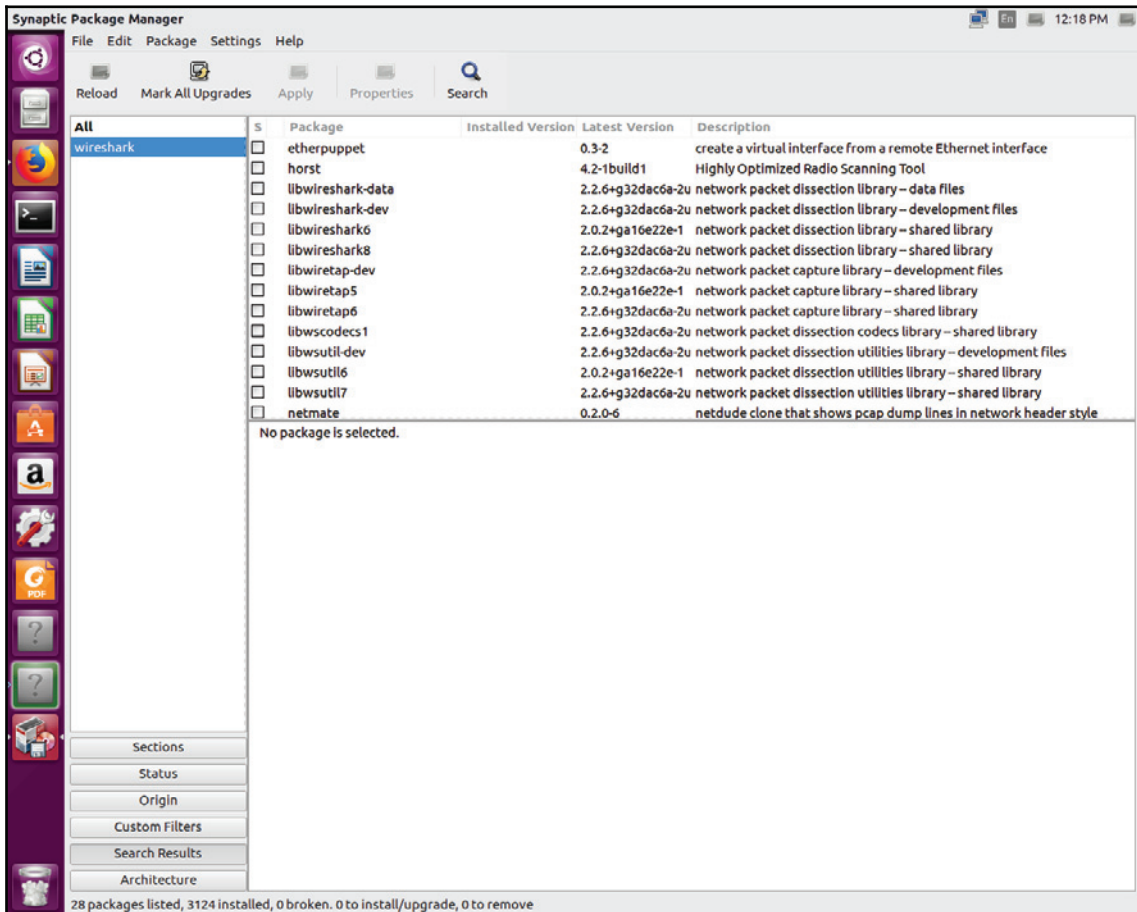 Synaptic Package Manager En 12:18 PM
File Edit Package Settings Help
Reload Mark All Upgrades Apply Properties Search
All
wireshark
S Package Installed Version Latest Version Description
etherpuppet 0.3-2 create a virtual interface from a remote Ethernet interface
horst 4.2-1build1 Highly Optimized Radio Scanning Tool
libwireshark-data 2.2.6+g32dac6a-2u network packet dissection library – data files
libwireshark-dev 2.2.6+g32dac6a-2u network packet dissection library – development files
libwireshark6 2.0.2+ga16e22e-1 network packet dissection library – shared library
libwireshark8 2.2.6+g32dac6a-2u network packet dissection library – shared library
libwiretap-dev 2.2.6+g32dac6a-2u network packet capture library – development files
libwiretap5 2.0.2+ga16e22e-1 network packet capture library – shared library
libwiretap6 2.2.6+g32dac6a-2u network packet capture library – shared library
libwscodecs1 2.2.6+g32dac6a-2u network packet dissection codecs library – shared library
libwsutil-dev 2.2.6+g32dac6a-2u network packet dissection utilities library – development files
libwsutil6 2.0.2+ga16e22e-1 network packet dissection utilities library – shared library
libwsutil7 2.2.6+g32dac6a-2u network packet dissection utilities library – shared library
netmate 0.2.0-6 netdude clone that shows pcap dump lines in network header style
No package is selected.
a
PDF
?
?
Sections
Status
Origin
Custom Filters
Search Results
Architecture
28 packages listed, 3124 installed, 0 broken. 0 to install/upgrade, 0 to remove